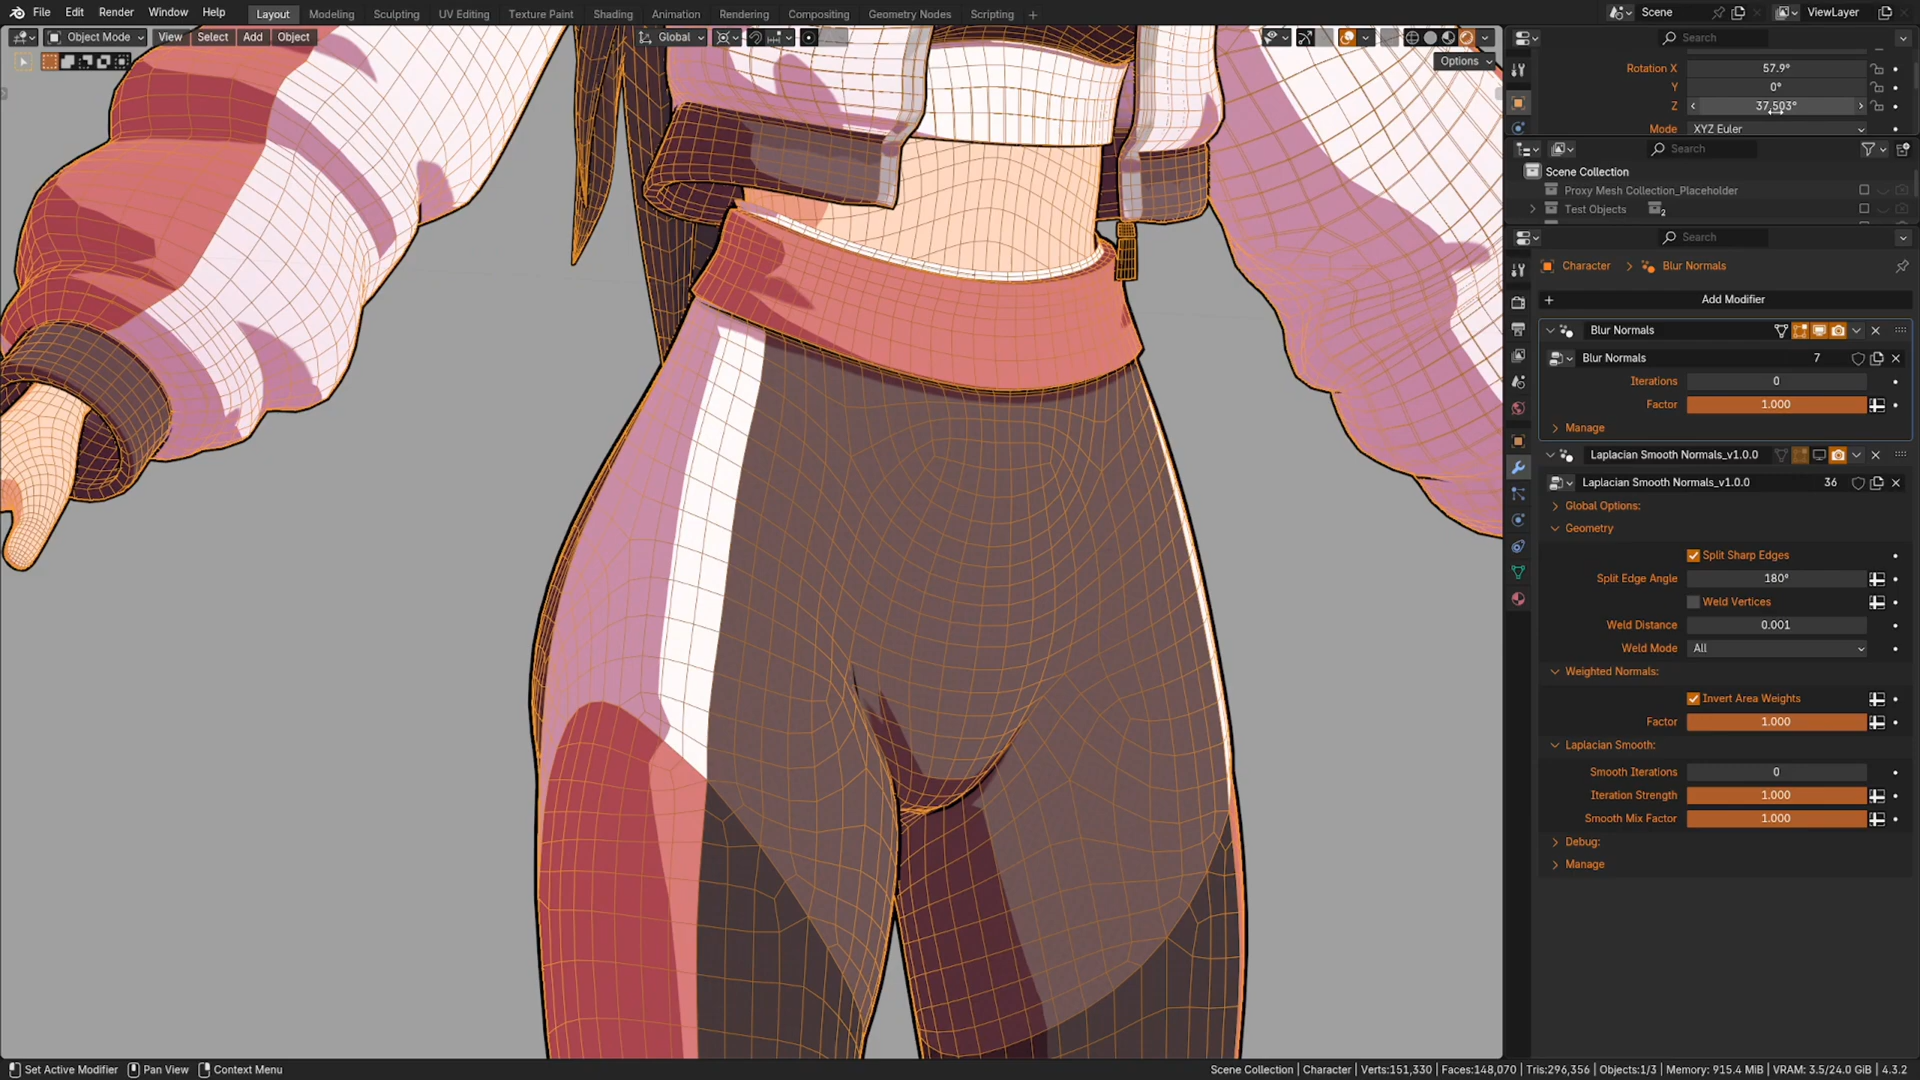 File Edit Render Window Help Layout Modeling Sculpting UV Editing Texture Paint Shading Animation Rendering Compositing Geometry Nodes Scripting + Scene ViewLayer
Object Mode View Select Add Object Global Search
Options
Rotation X 57.9°
Y 0°
Z 37.503°
Mode XYZ Euler
Search
Scene Collection
Proxy Mesh Collection_Placeholder
Test Objects 2
Search
Character Blur Normals
Add Modifier
Blur Normals
Blur Normals 7
Iterations 0
Factor 1.000
Manage
Laplacian Smooth Normals_v1.0.0
Laplacian Smooth Normals_v1.0.0 36
Global Options:
Geometry
Split Sharp Edges
Split Edge Angle 180°
Weld Vertices
Weld Distance 0.001
Weld Mode All
Weighted Normals:
Invert Area Weights
Factor 1.000
Laplacian Smooth:
Smooth Iterations 0
Iteration Strength 1.000
Smooth Mix Factor 1.000
Debug:
Manage
Set Active Modifier Pan View Context Menu Scene Collection | Character | Verts:151,330 | Faces:148,070 | Tris:296,356 | Objects:1/3 | Memory: 915.4 MiB | VRAM: 3.5/24.0 GiB | 4.3.2